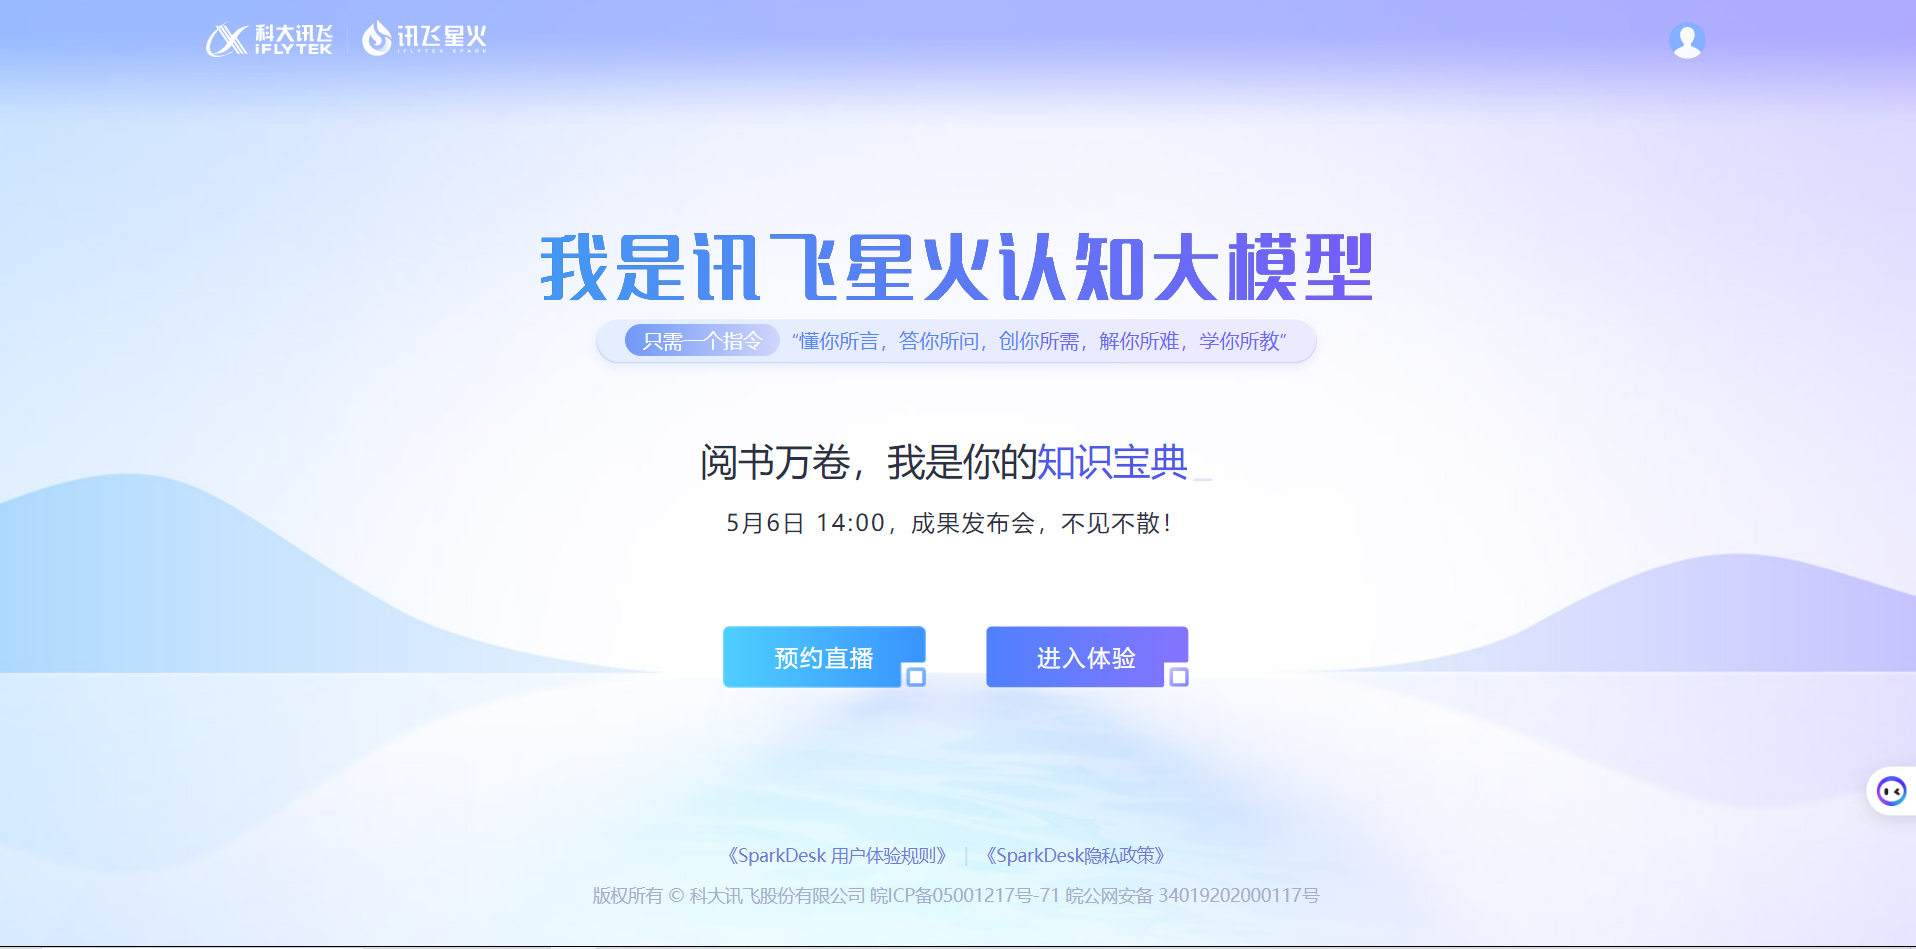 科大讯飞
iFLYTEK
讯飞星火
IFLYTEK SPARK
我是讯飞星火认知大模型
只需一个指令 “懂你所言，答你所问，创你所需，解你所难，学你所教”
阅书万卷，我是你的知识宝典_
5月6日 14:00，成果发布会，不见不散！
预约直播
进入体验
《SparkDesk 用户体验规则》 | 《SparkDesk隐私政策》
版权所有 © 科大讯飞股份有限公司 皖ICP备05001217号-71 皖公网安备 34019202000117号